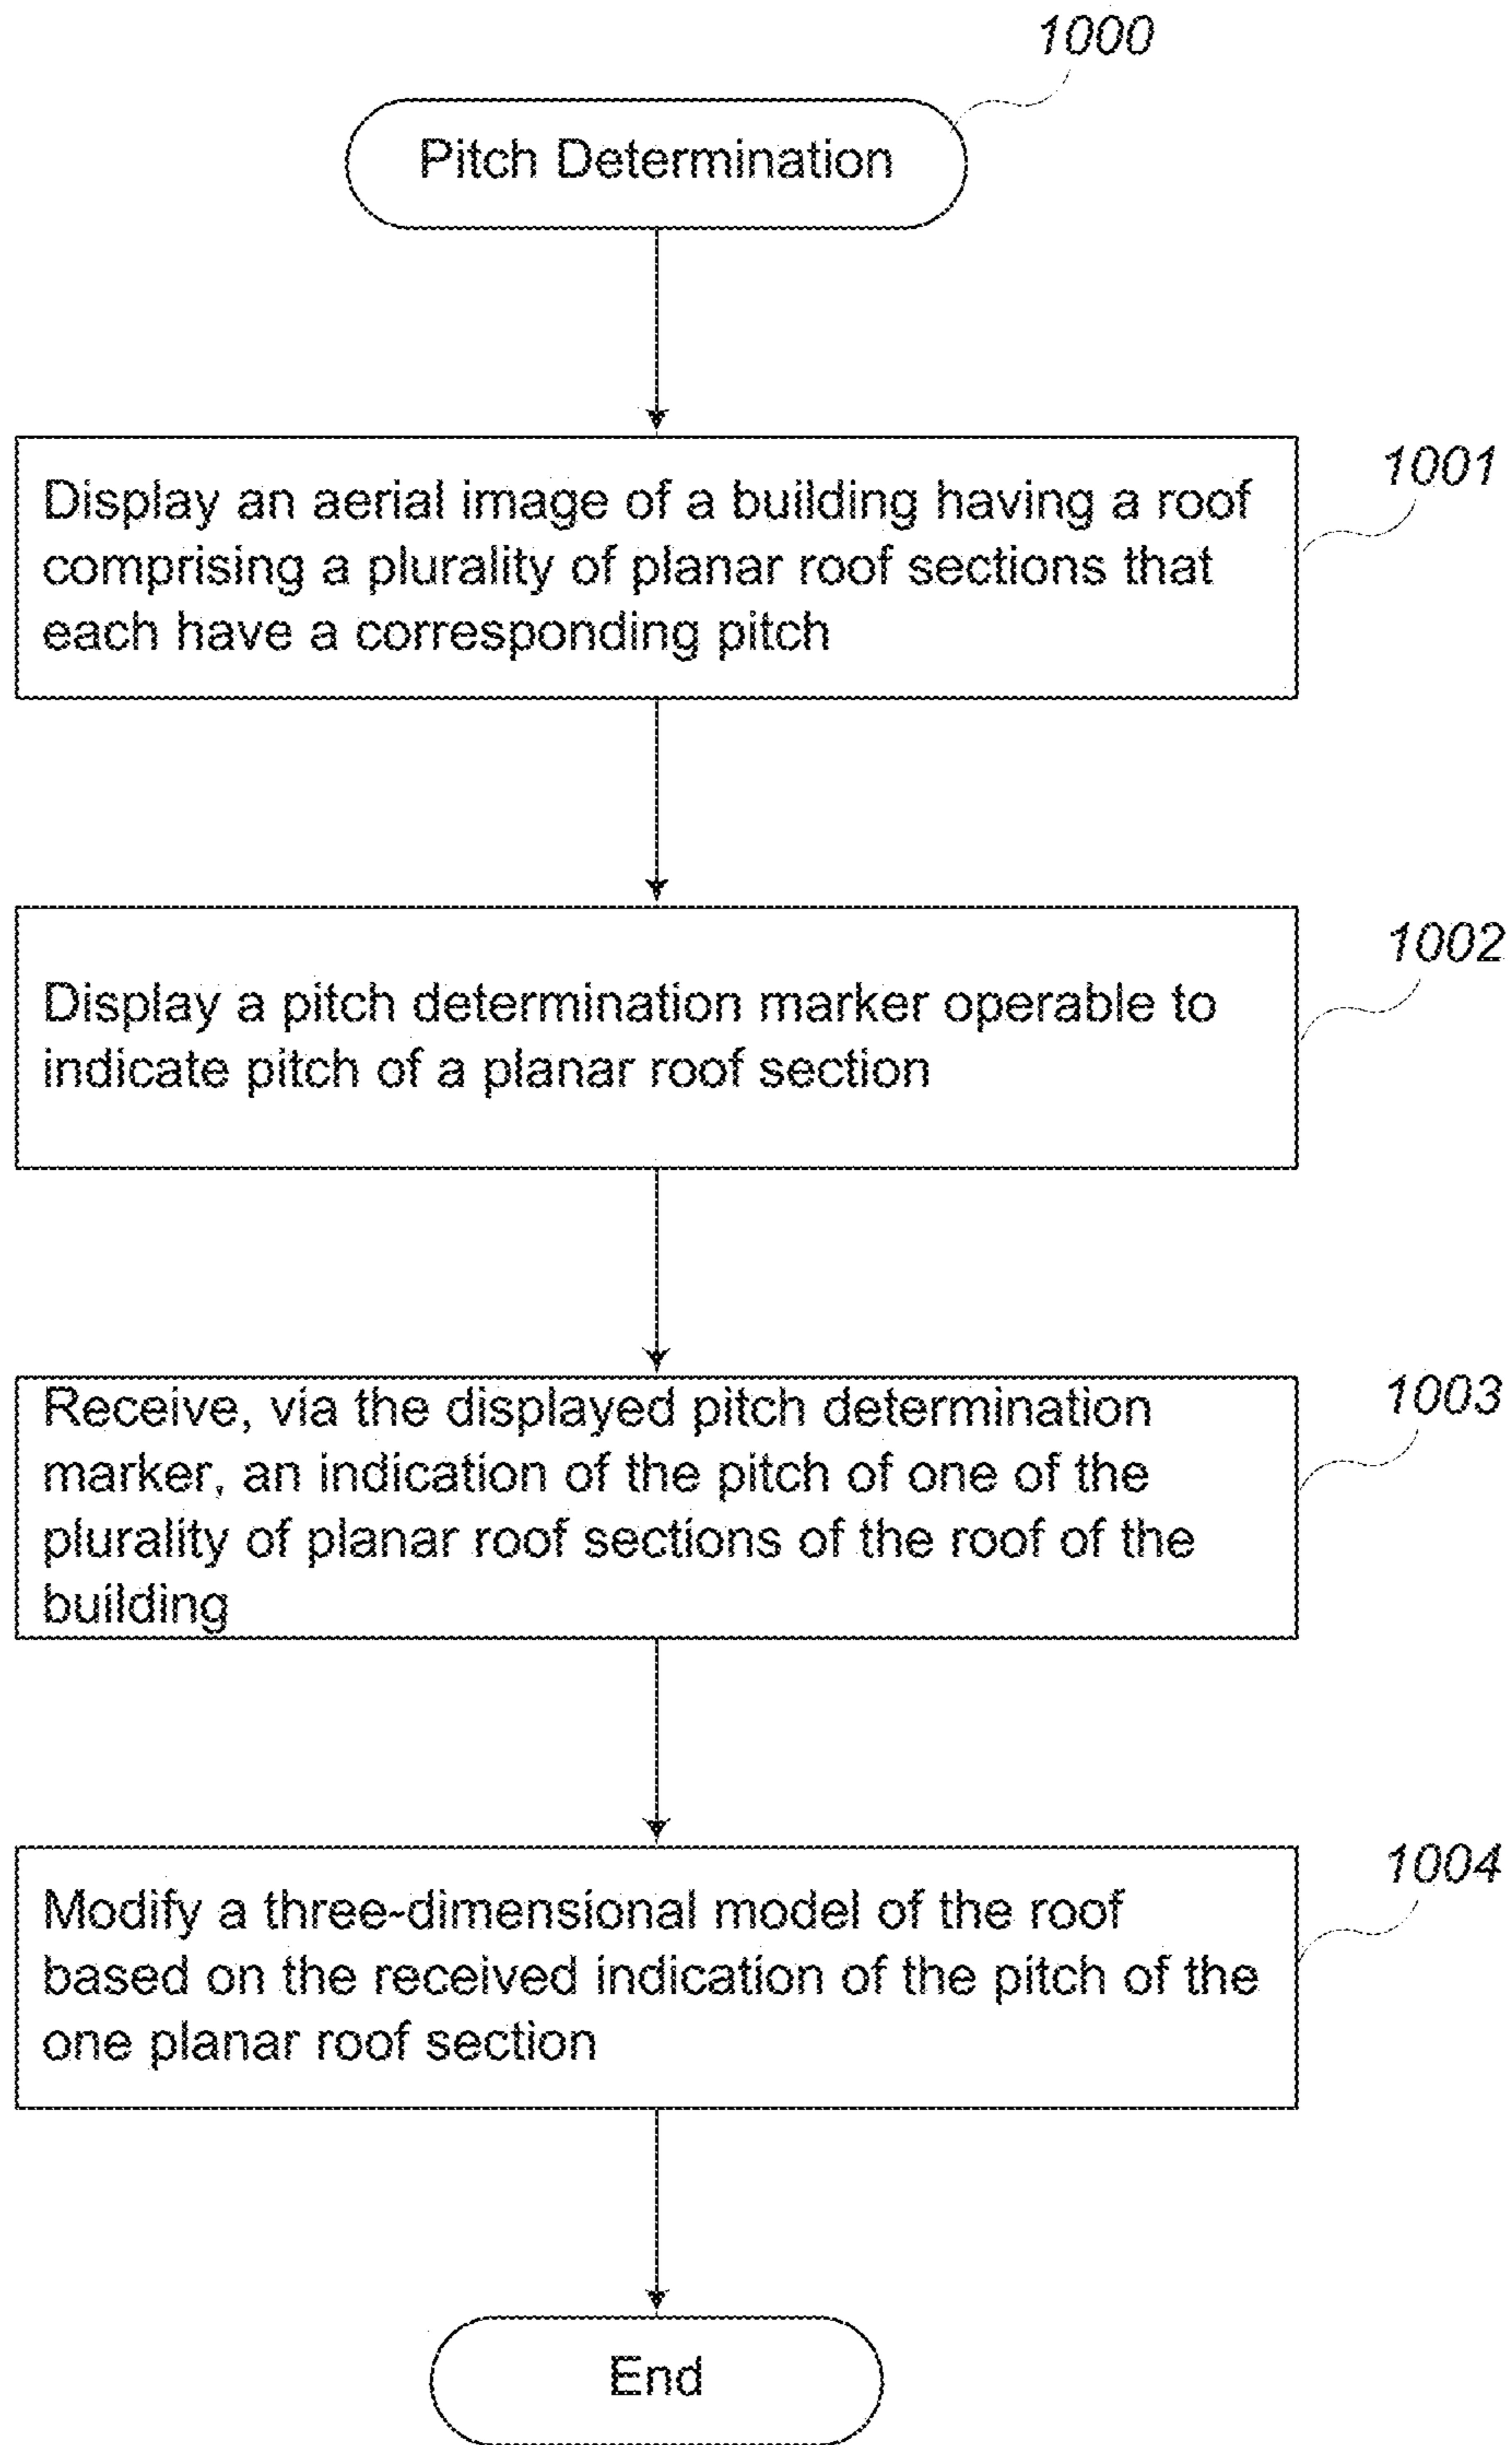 1000
Pitch Determination
1001
Display an aerial image of a building having a roof
comprising a plurality of planar roof sections that
each have a corresponding pitch
1002
Display a pitch determination marker operable to
indicate pitch of a planar roof section
1003
Receive, via the displayed pitch determination
marker, an indication of the pitch of one of the
plurality of planar roof sections of the roof of the
building
1004
Modify a three-dimensional model of the roof
based on the received indication of the pitch of the
one planar roof section
End